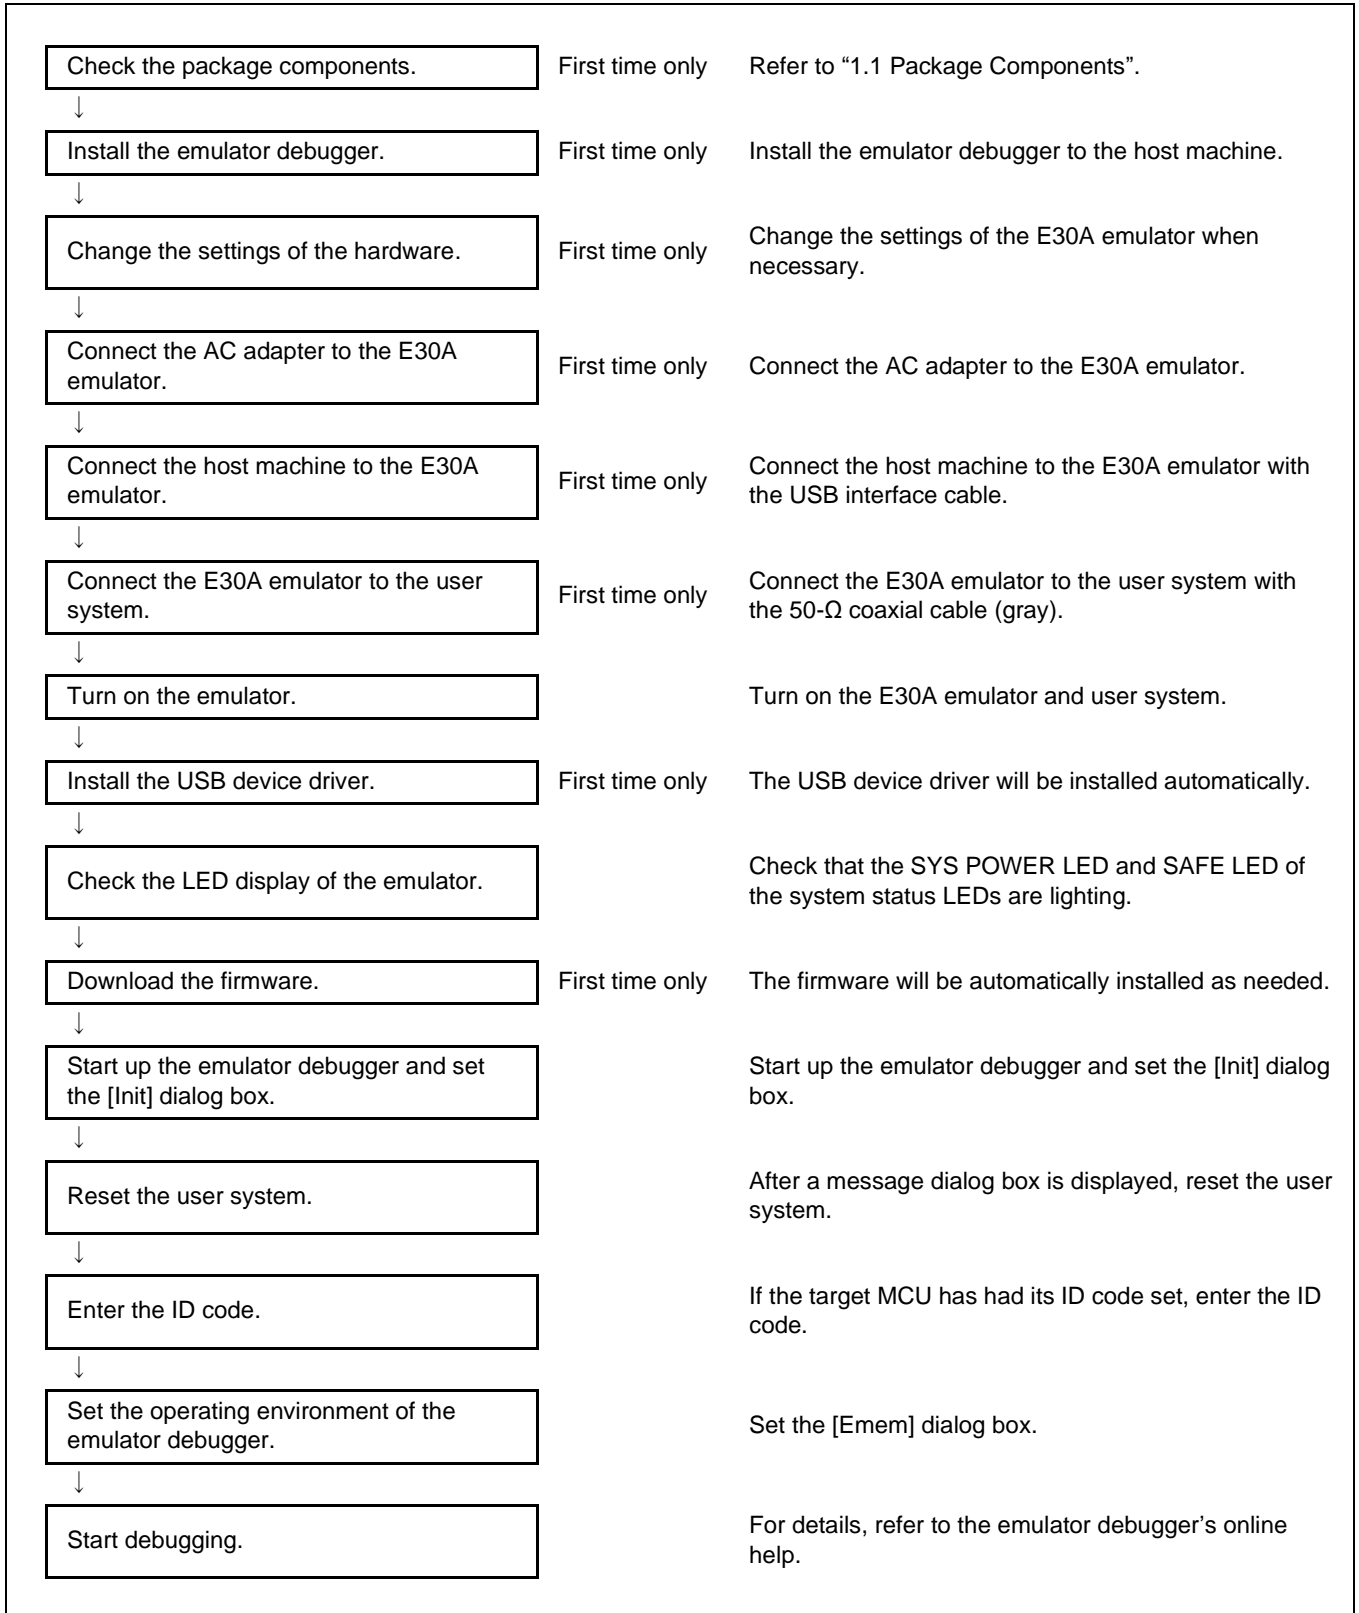 Check the package components. First time only Refer to “1.1 Package Components”.
↓
Install the emulator debugger. First time only Install the emulator debugger to the host machine.
↓
Change the settings of the hardware. First time only Change the settings of the E30A emulator when
necessary.
↓
Connect the AC adapter to the E30A
emulator. First time only Connect the AC adapter to the E30A emulator.
↓
Connect the host machine to the E30A
emulator. First time only Connect the host machine to the E30A emulator with
the USB interface cable.
↓
Connect the E30A emulator to the user
system. First time only Connect the E30A emulator to the user system with
the 50-Ω coaxial cable (gray).
↓
Turn on the emulator. Turn on the E30A emulator and user system.
↓
Install the USB device driver. First time only The USB device driver will be installed automatically.
↓
Check the LED display of the emulator. Check that the SYS POWER LED and SAFE LED of
the system status LEDs are lighting.
↓
Download the firmware. First time only The firmware will be automatically installed as needed.
↓
Start up the emulator debugger and set
the [Init] dialog box. Start up the emulator debugger and set the [Init] dialog
box.
↓
Reset the user system. After a message dialog box is displayed, reset the user
system.
↓
Enter the ID code. If the target MCU has had its ID code set, enter the ID
code.
↓
Set the operating environment of the
emulator debugger. Set the [Emem] dialog box.
↓
Start debugging. For details, refer to the emulator debugger’s online
help.